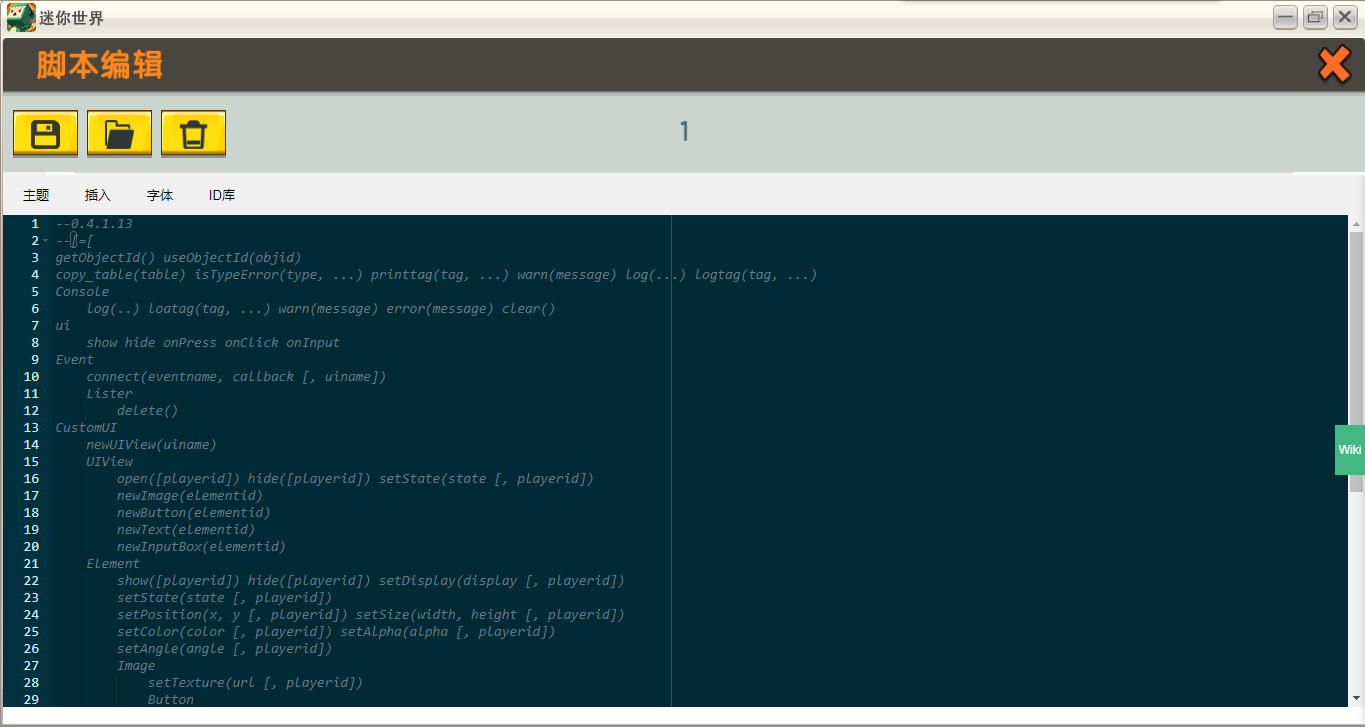 迷你世界
脚本编辑
1
主题 插入 字体 ID库
1 --0.4.1.13
2 --[=[
3 getObjectId() useObjectId(objid)
4 copy_table(table) isTypeError(type, ...) printtag(tag, ...) warn(message) log(...) logtag(tag, ...)
5 Console
6 log(..) loatag(tag, ...) warn(message) error(message) clear()
7 ui
8 show hide onPress onClick onInput
9 Event
10 connect(eventname, callback [, uiname])
11 Lister
12 delete()
13 CustomUI
14 newUIView(uiname)
15 UIView
16 open([playerid]) hide([playerid]) setState(state [, playerid])
17 newImage(elementid)
18 newButton(elementid)
19 newText(elementid)
20 newInputBox(elementid)
21 Element
22 show([playerid]) hide([playerid]) setDisplay(display [, playerid])
23 setState(state [, playerid])
24 setPosition(x, y [, playerid]) setSize(width, height [, playerid])
25 setColor(color [, playerid]) setAlpha(alpha [, playerid])
26 setAngle(angle [, playerid])
27 Image
28 setTexture(url [, playerid])
29 Button
Wiki